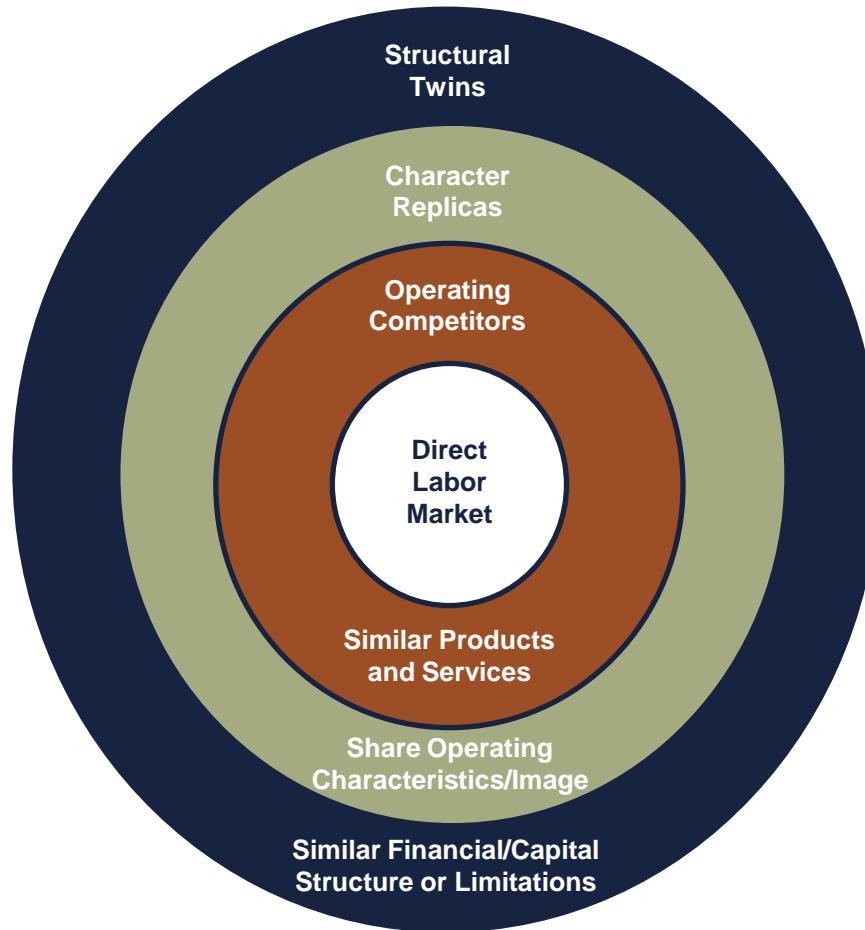 Structural
Twins
Character
Replicas
Operating
Competitors
Direct
Labor
Market
Similar Products
and Services
Share Operating
Characteristics/Image
Similar Financial/Capital
Structure or Limitations